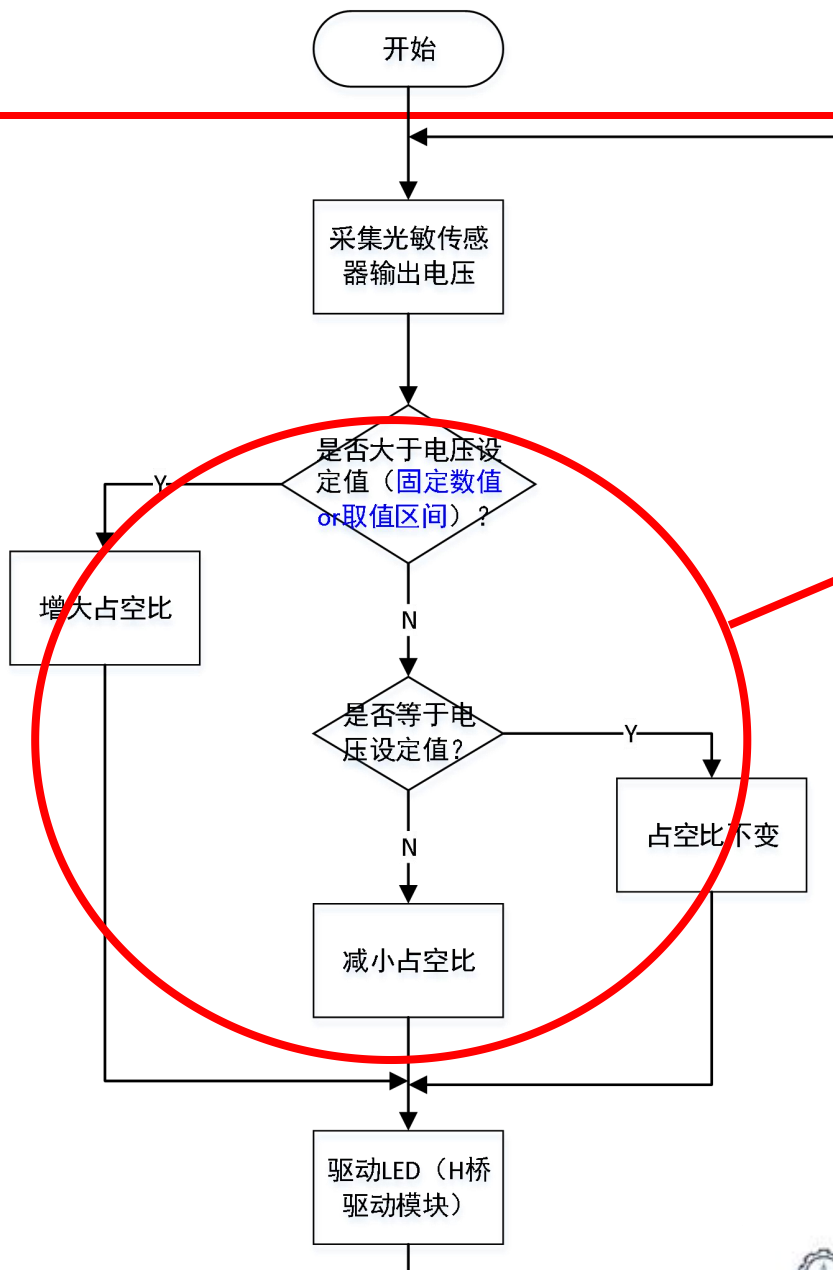 开始
采集光敏传感
器输出电压
是否大于电压设
定值（固定数值
or取值区间）?
Y
增大占空比
N
是否等于电
压设定值?
Y
占空比不变
N
减小占空比
驱动LED（H桥
驱动模块）